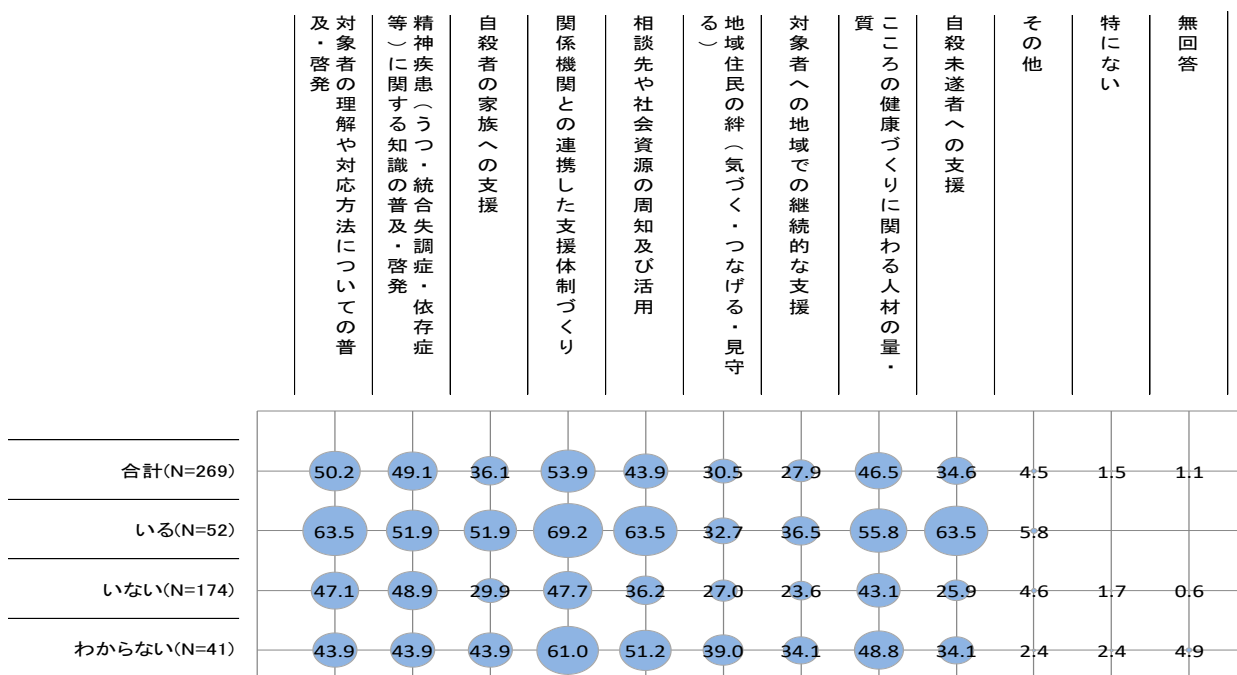 対象者の理解や対応方法についての普
及・啓発
精神疾患（うつ・統合失調症・依存症
等）に関する知識の普及・啓発
自殺者の家族への支援
関係機関との連携した支援体制づくり
相談先や社会資源の周知及び活用
地域住民の絆（気づく・つなげる・見守
る）
対象者への地域での継続的な支援
こころの健康づくりに関わる人材の量・
質
自殺未遂者への支援
その他
特にない
無回答
合計(N=269) 50.2 49.1 36.1 53.9 43.9 30.5 27.9 46.5 34.6 4.5 1.5 1.1
いる(N=52) 63.5 51.9 51.9 69.2 63.5 32.7 36.5 55.8 63.5 5.8
いない(N=174) 47.1 48.9 29.9 47.7 36.2 27.0 23.6 43.1 25.9 4.6 1.7 0.6
わからない(N=41) 43.9 43.9 43.9 61.0 51.2 39.0 34.1 48.8 34.1 2.4 2.4 4.9